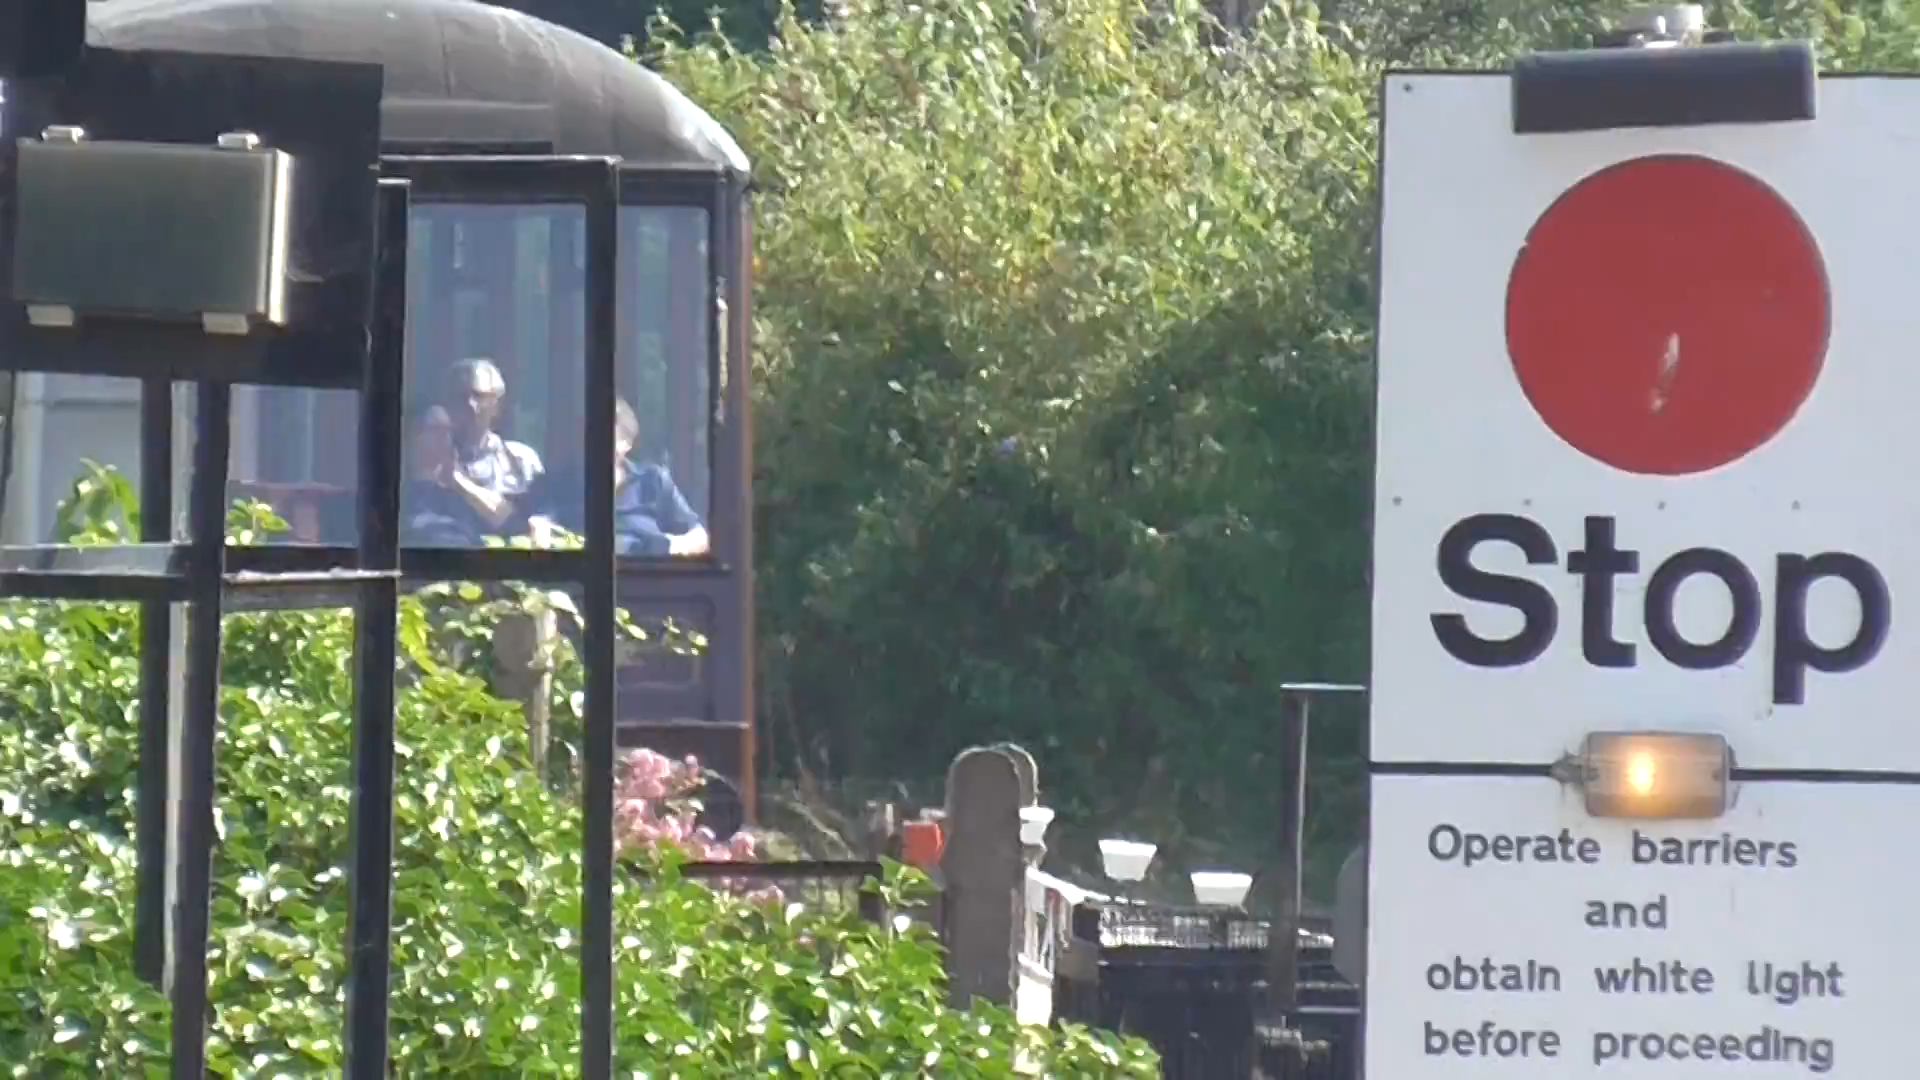 Stop
Operate barriers
and
obtain white light
before proceeding